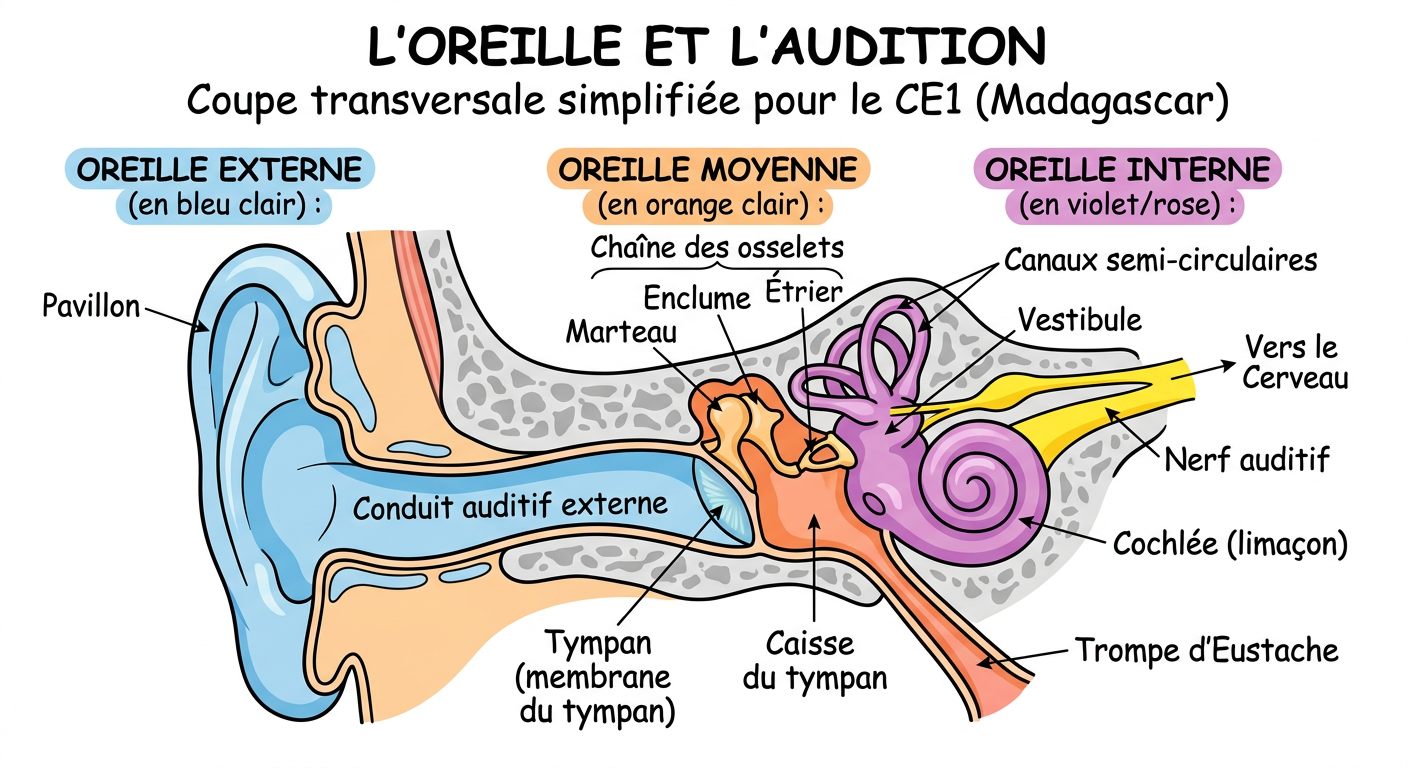 L'OREILLE ET L'AUDITION
Coupe transversale simplifiée pour le CE1 (Madagascar)
OREILLE EXTERNE
(en bleu clair) :
OREILLE MOYENNE
(en orange clair) :
OREILLE INTERNE
(en violet/rose) :
Chaîne des osselets
Enclume
Étrier
Marteau
Pavillon
Canaux semi-circulaires
Vestibule
Vers le
Cerveau
Nerf auditif
Conduit auditif externe
Cochlée (limaçon)
Tympan
(membrane
du tympan)
Caisse
du tympan
Trompe d'Eustache